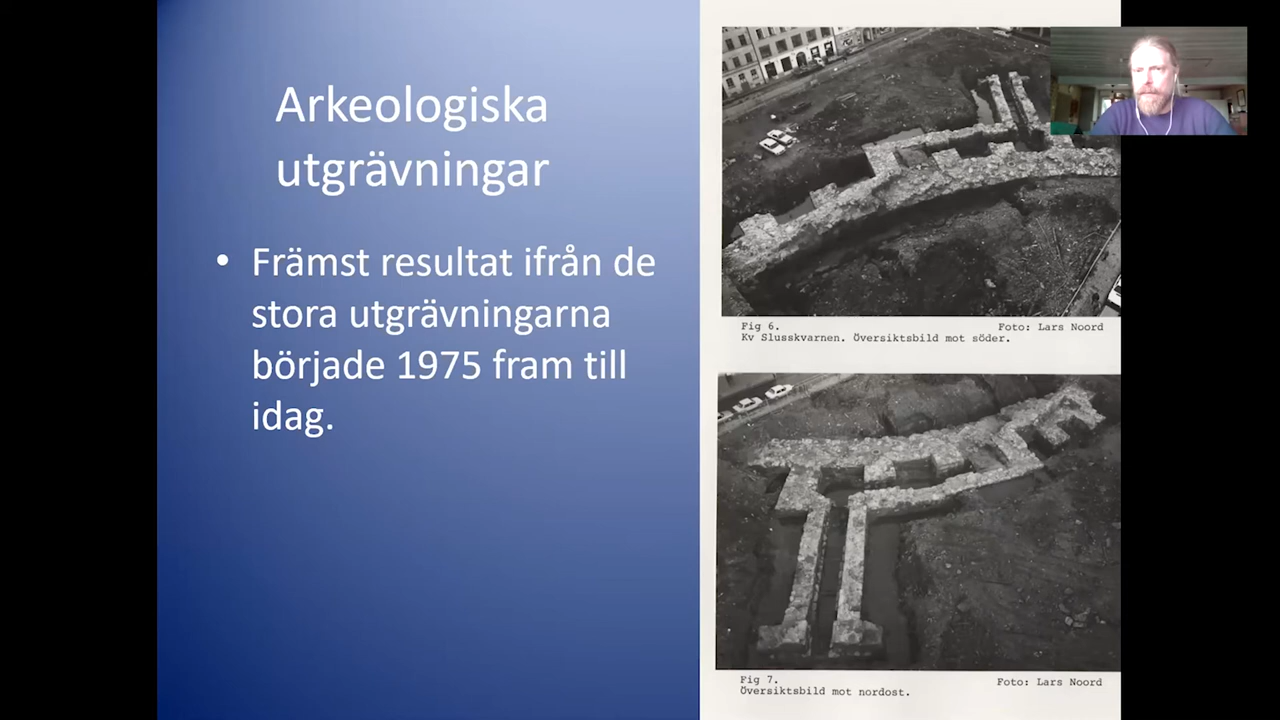 Arkeologiska
utgrävningar
• Främst resultat ifrån de
stora utgrävningarna
började 1975 fram till
idag.
Fig 6. Foto: Lars Noord
Kv Slusskvarnen. Översiktsbild mot söder.
Fig 7. Foto: Lars Noord
Översiktsbild mot nordost.